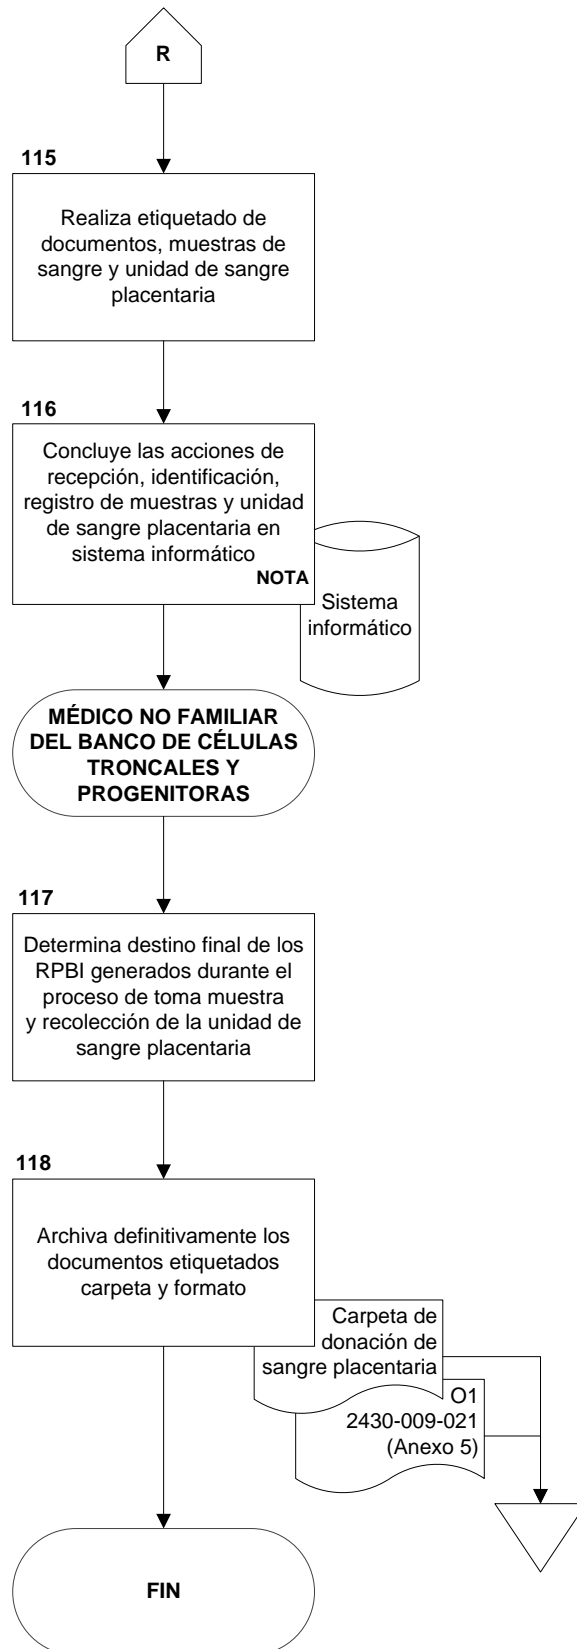 R
115
Realiza etiquetado de
documentos, muestras de
sangre y unidad de sangre
placentaria
116
Concluye las acciones de
recepción, identificación,
registro de muestras y unidad
de sangre placentaria en
sistema informático
NOTA
Sistema
informático
MÉDICO NO FAMILIAR
DEL BANCO DE CÉLULAS
TRONCALES Y
PROGENITORAS
117
Determina destino final de los
RPBI generados durante el
proceso de toma muestra
y recolección de la unidad de
sangre placentaria
118
Archiva definitivamente los
documentos etiquetados
carpeta y formato
Carpeta de
donación de
sangre placentaria
O1
2430-009-021
(Anexo 5)
FIN